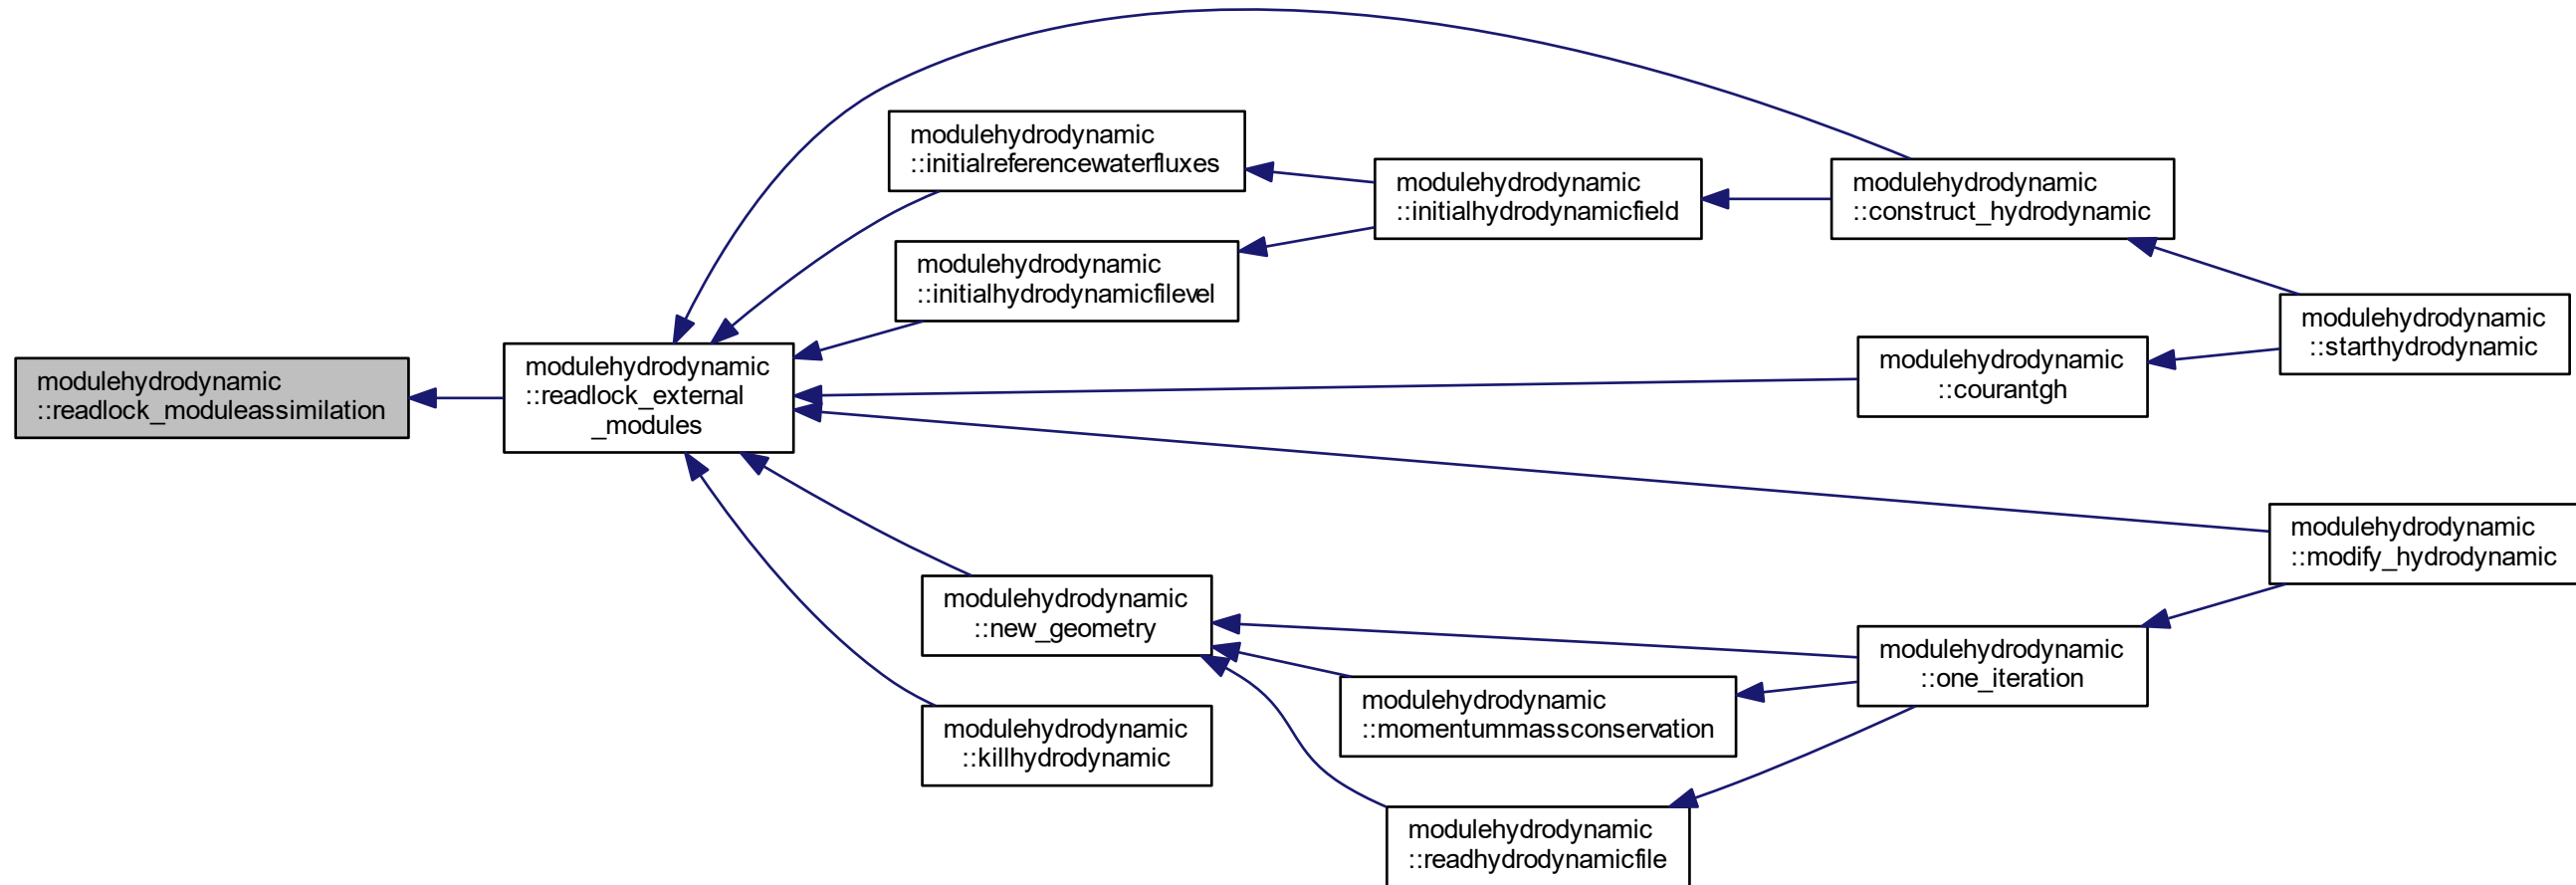 modulehydrodynamic
::readlock_moduleassimilation
modulehydrodynamic
::readlock_external
_modules
modulehydrodynamic
::initialreferencewaterfluxes
modulehydrodynamic
::initialhydrodynamicfilevel
modulehydrodynamic
::initialhydrodynamicfield
modulehydrodynamic
::construct_hydrodynamic
modulehydrodynamic
::starthydrodynamic
modulehydrodynamic
::courantgh
modulehydrodynamic
::modify_hydrodynamic
modulehydrodynamic
::new_geometry
modulehydrodynamic
::one_iteration
modulehydrodynamic
::momentummassconservation
modulehydrodynamic
::killhydrodynamic
modulehydrodynamic
::readhydrodynamicfile